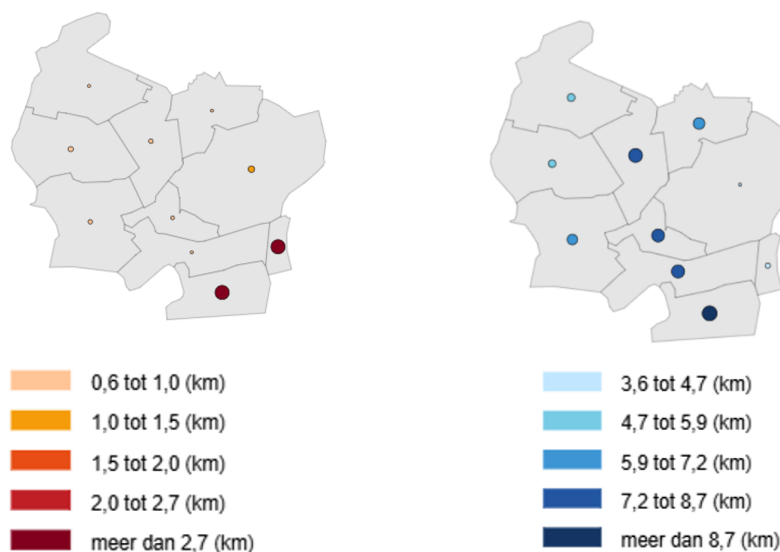 0,6 tot 1,0 (km)
1,0 tot 1,5 (km)
1,5 tot 2,0 (km)
2,0 tot 2,7 (km)
meer dan 2,7 (km)
3,6 tot 4,7 (km)
4,7 tot 5,9 (km)
5,9 tot 7,2 (km)
7,2 tot 8,7 (km)
meer dan 8,7 (km)